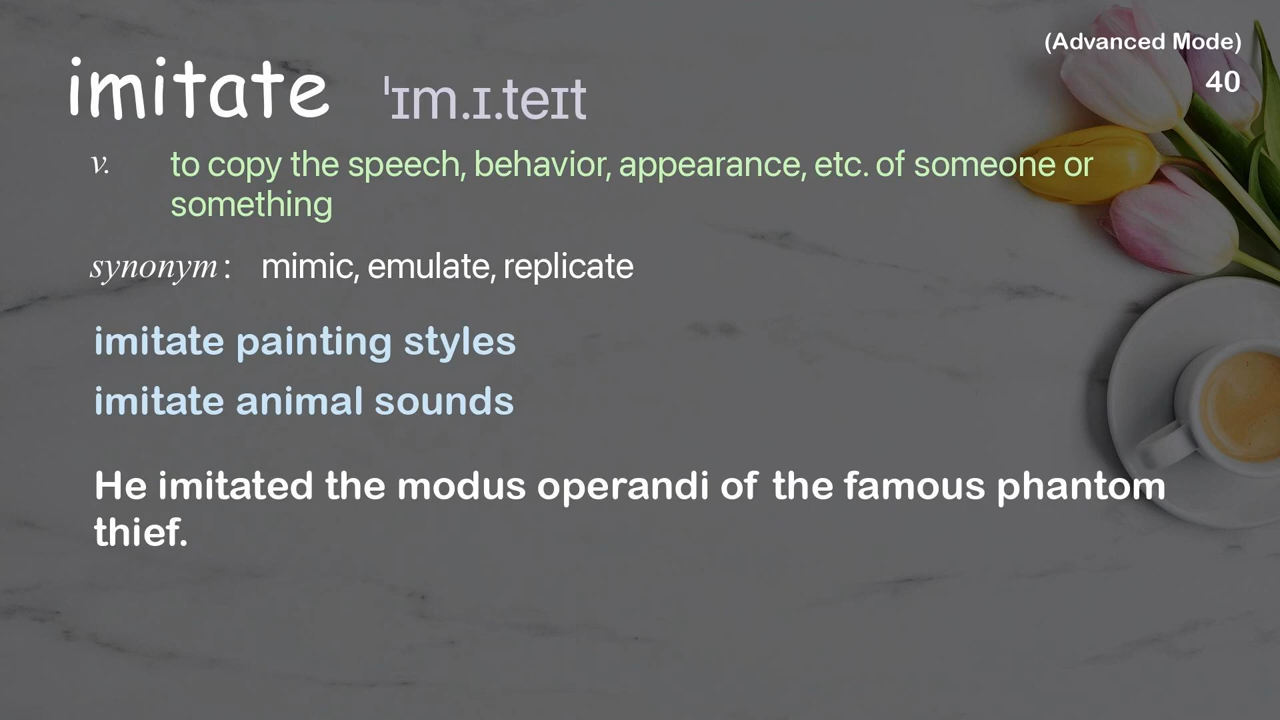 (Advanced Mode)
imitate ˈɪm.ɪ.teɪt
40
v. to copy the speech, behavior, appearance, etc. of someone or
something
synonym : mimic, emulate, replicate
imitate painting styles
imitate animal sounds
He imitated the modus operandi of the famous phantom
thief.